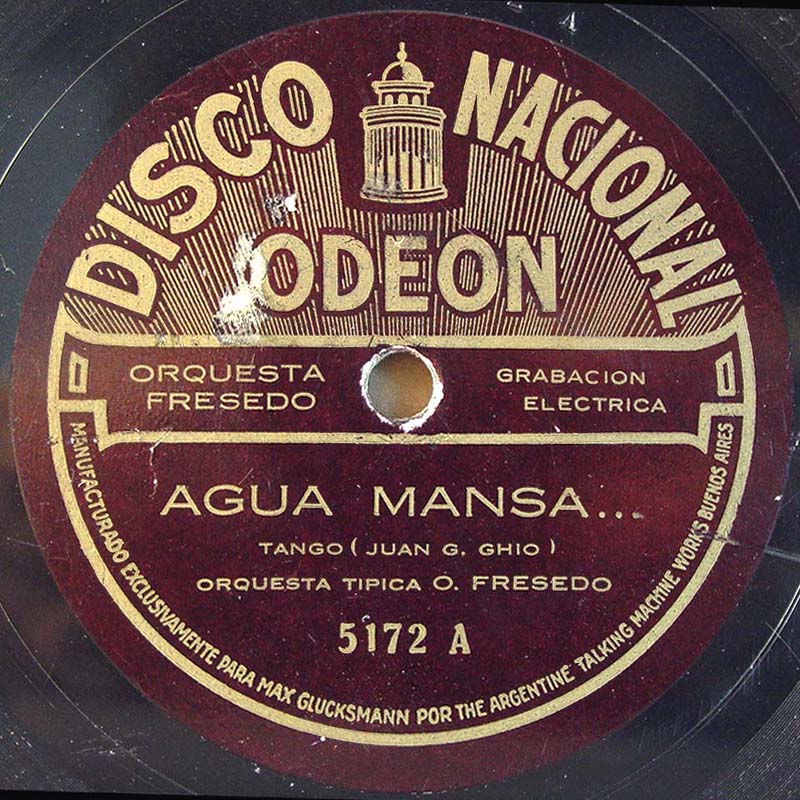 DISCO NACIONAL
ODEON
ORQUESTA
FRESEDO
GRABACION
ELECTRICA
AGUA MANSA...
TANGO (JUAN G. GHIO)
ORQUESTA TIPICA O. FRESEDO
5172 A
MANUFACTURADO EXCLUSIVAMENTE PARA MAX GLUCKSMANN POR THE ARGENTINE TALKING MACHINE WORK'S BUENOS AIRES